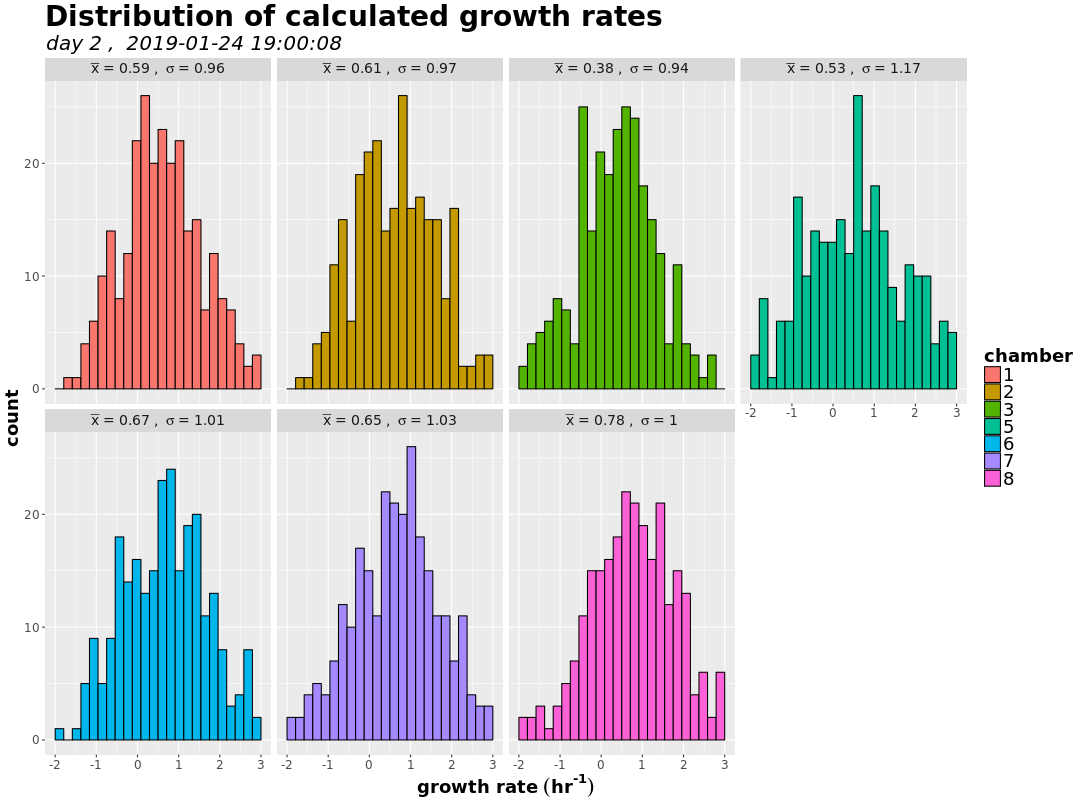 Distribution of calculated growth rates
day 2 , 2019-01-24 19:00:08
x̅ = 0.59 , σ = 0.96
x̅ = 0.61 , σ = 0.97
x̅ = 0.38 , σ = 0.94
x̅ = 0.53 , σ = 1.17
20
10
0
-2 -1 0 1 2 3
x̅ = 0.67 , σ = 1.01
x̅ = 0.65 , σ = 1.03
x̅ = 0.78 , σ = 1
20
10
0
-2 -1 0 1 2 3
-2 -1 0 1 2 3
-2 -1 0 1 2 3
count
growth rate (hr⁻¹)
chamber
1
2
3
5
6
7
8